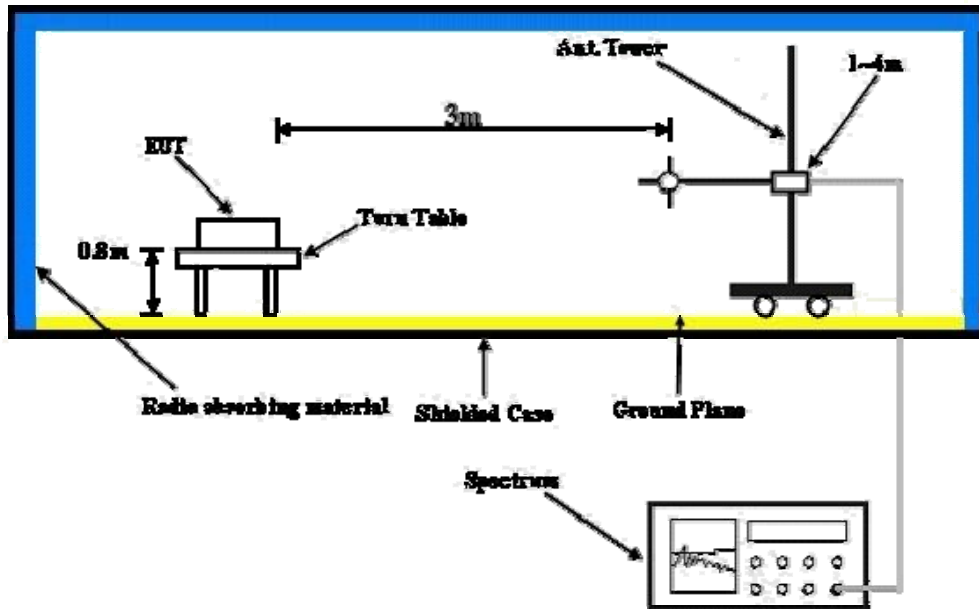 Ant. Tower
1~4m
3m
EUT
Turn Table
0.8m
Radio absorbing material
Shielded Case
Ground Plane
Spectrum